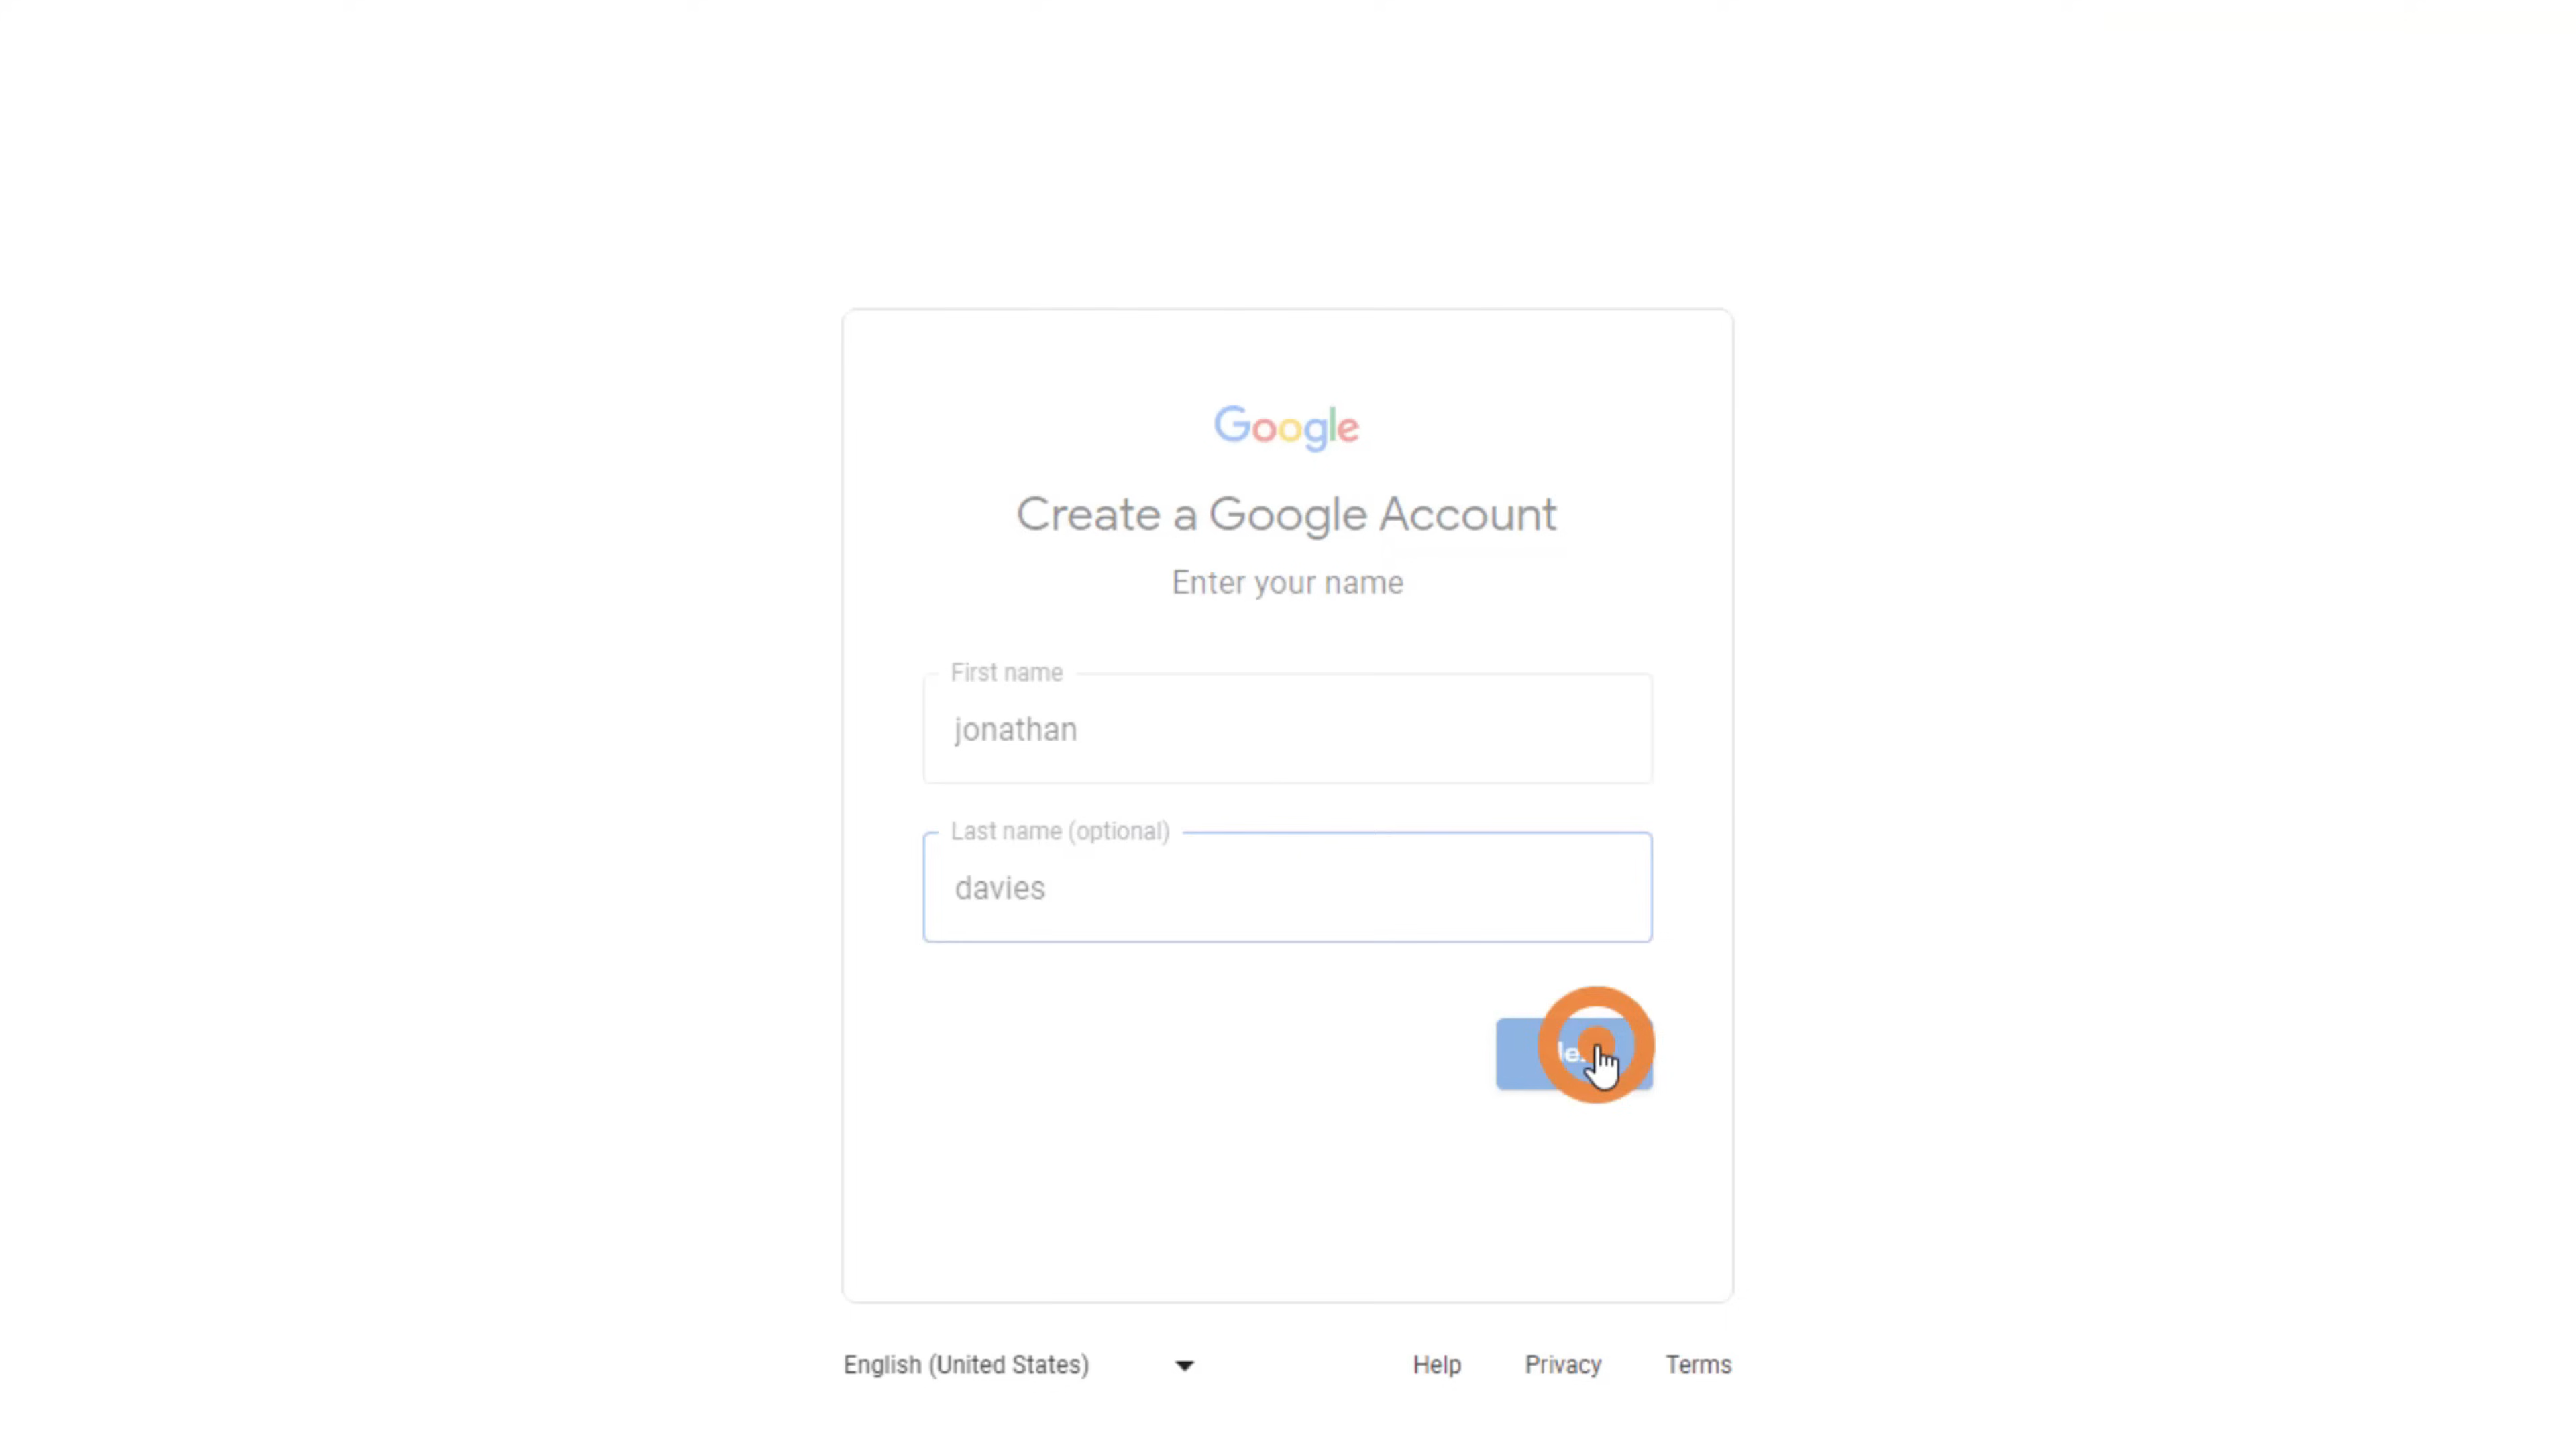 Google
Create a Google Account
Enter your name
First name
jonathan
Last name (optional)
davies
English (United States)
Help Privacy Terms